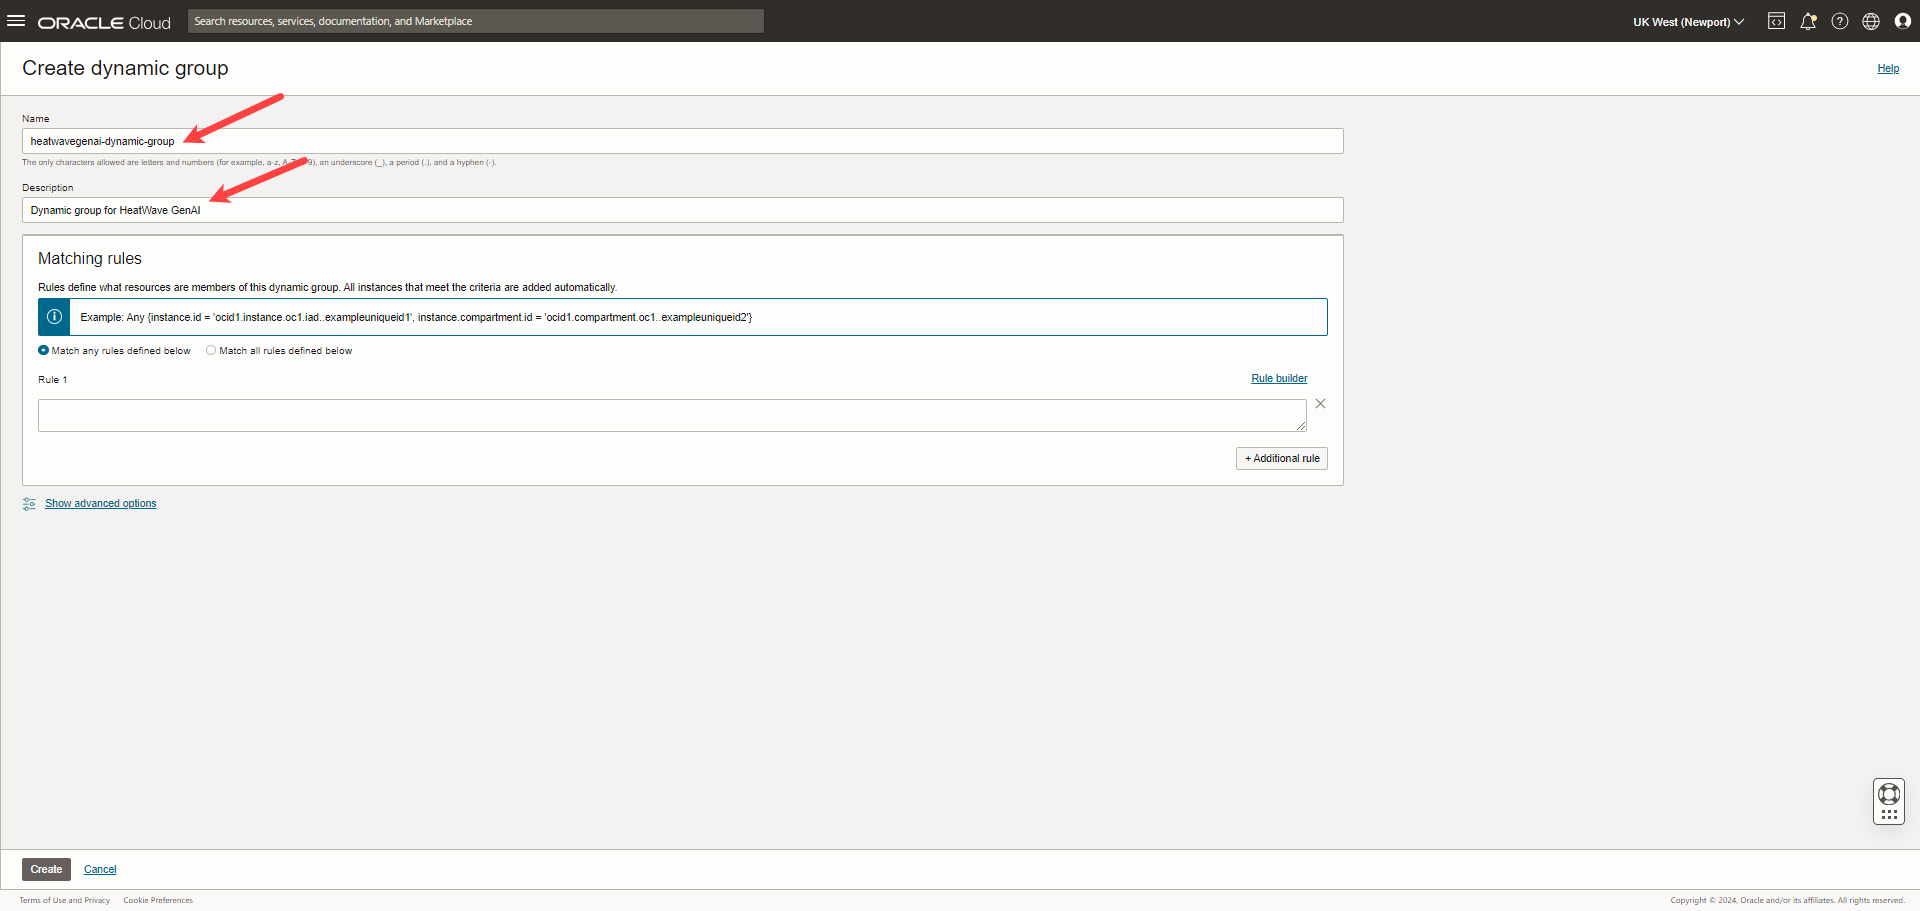 ORACLE Cloud
Search resources, services, documentation, and Marketplace
UK West (Newport)
Create dynamic group
Help
Name
heatwavegenai-dynamic-group
The only characters allowed are letters and numbers (for example, a-z, A-Z, 0-9), an underscore (_), a period (.), and a hyphen (-).
Description
Dynamic group for HeatWave GenAI
Matching rules
Rules define what resources are members of this dynamic group. All instances that meet the criteria are added automatically.
Example: Any {instance.id = 'ocid1.instance.oc1.iad..exampleuniqueid1', instance.compartment.id = 'ocid1.compartment.oc1..exampleuniqueid2'}
Match any rules defined below
Match all rules defined below
Rule 1
Rule builder
+ Additional rule
Show advanced options
Create
Cancel
Terms of Use and Privacy
Cookie Preferences
Copyright © 2024, Oracle and/or its affiliates. All rights reserved.